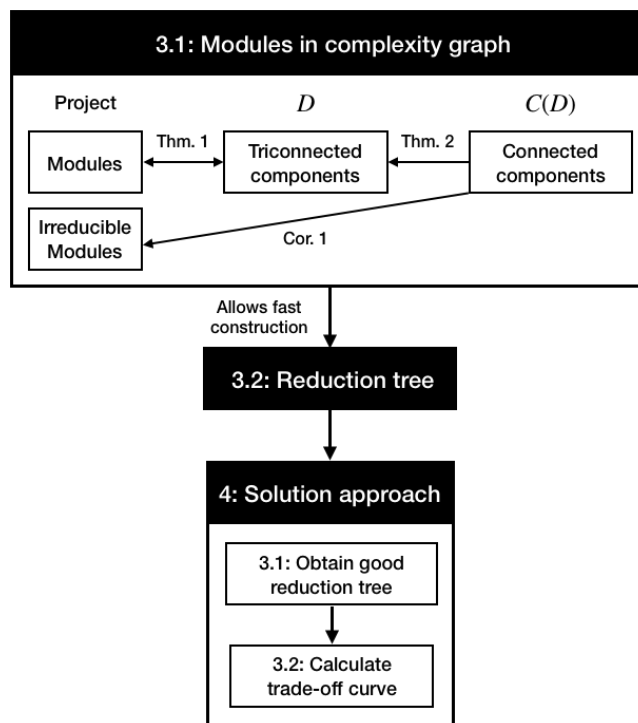 3.1: Modules in complexity graph
Project
D
C(D)
Modules
Thm. 1
Triconnected
components
Thm. 2
Connected
components
Irreducible
Modules
Cor. 1
Allows fast
construction
3.2: Reduction tree
4: Solution approach
3.1: Obtain good
reduction tree
3.2: Calculate
trade-off curve